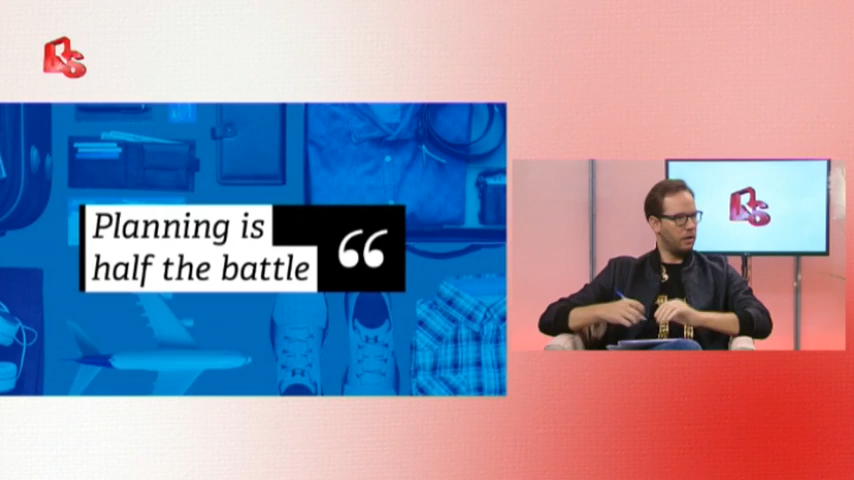 Planning is
half the battle
“